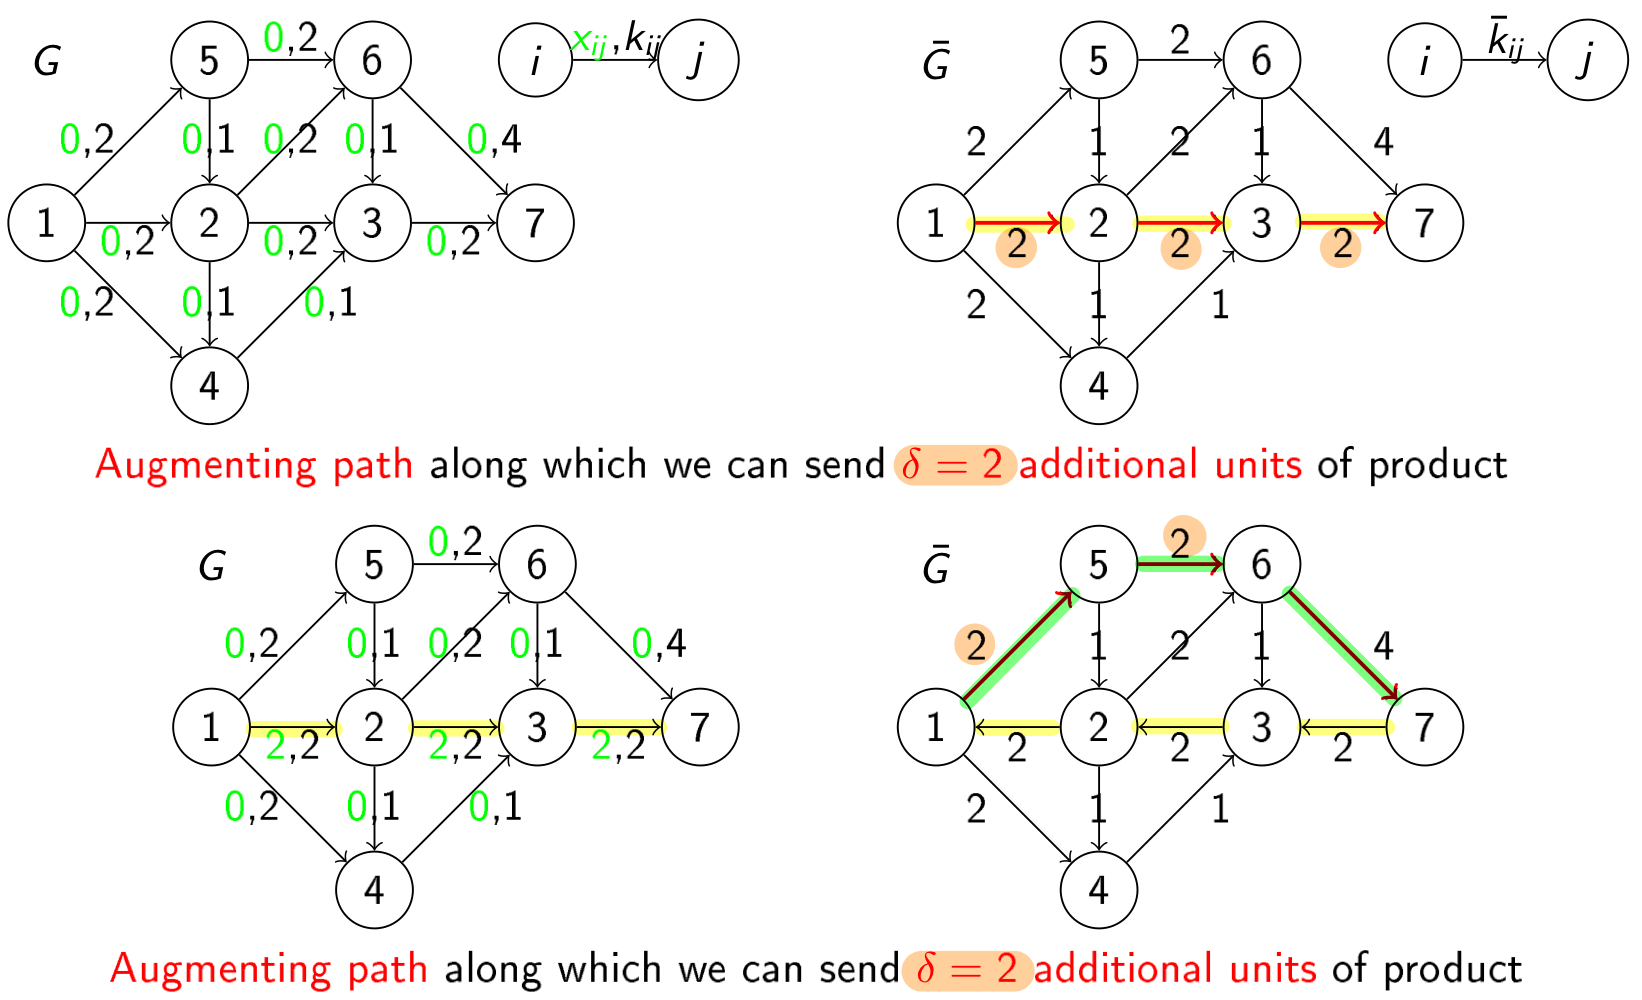 G 5 0,2 6 i x_{ij},k_{ij} j
0,2 0,1 0,2 0,1 0,4
1 2 3 7
0,2 0,2 0,2
0,2 0,1 0,1
4
Ḡ 5 2 6 i k̄_{ij} j
2 1 2 1 4
1 2 3 7
2 2 2
2 1 1
4
Augmenting path along which we can send δ = 2 additional units of product
G 5 0,2 6
0,2 0,1 0,2 0,1 0,4
1 2 3 7
2,2 2,2 2,2
0,2 0,1 0,1
4
Ḡ 5 2 6
2 1 2 1 4
1 2 3 7
2 2 2
2 1 1
4
Augmenting path along which we can send δ = 2 additional units of product